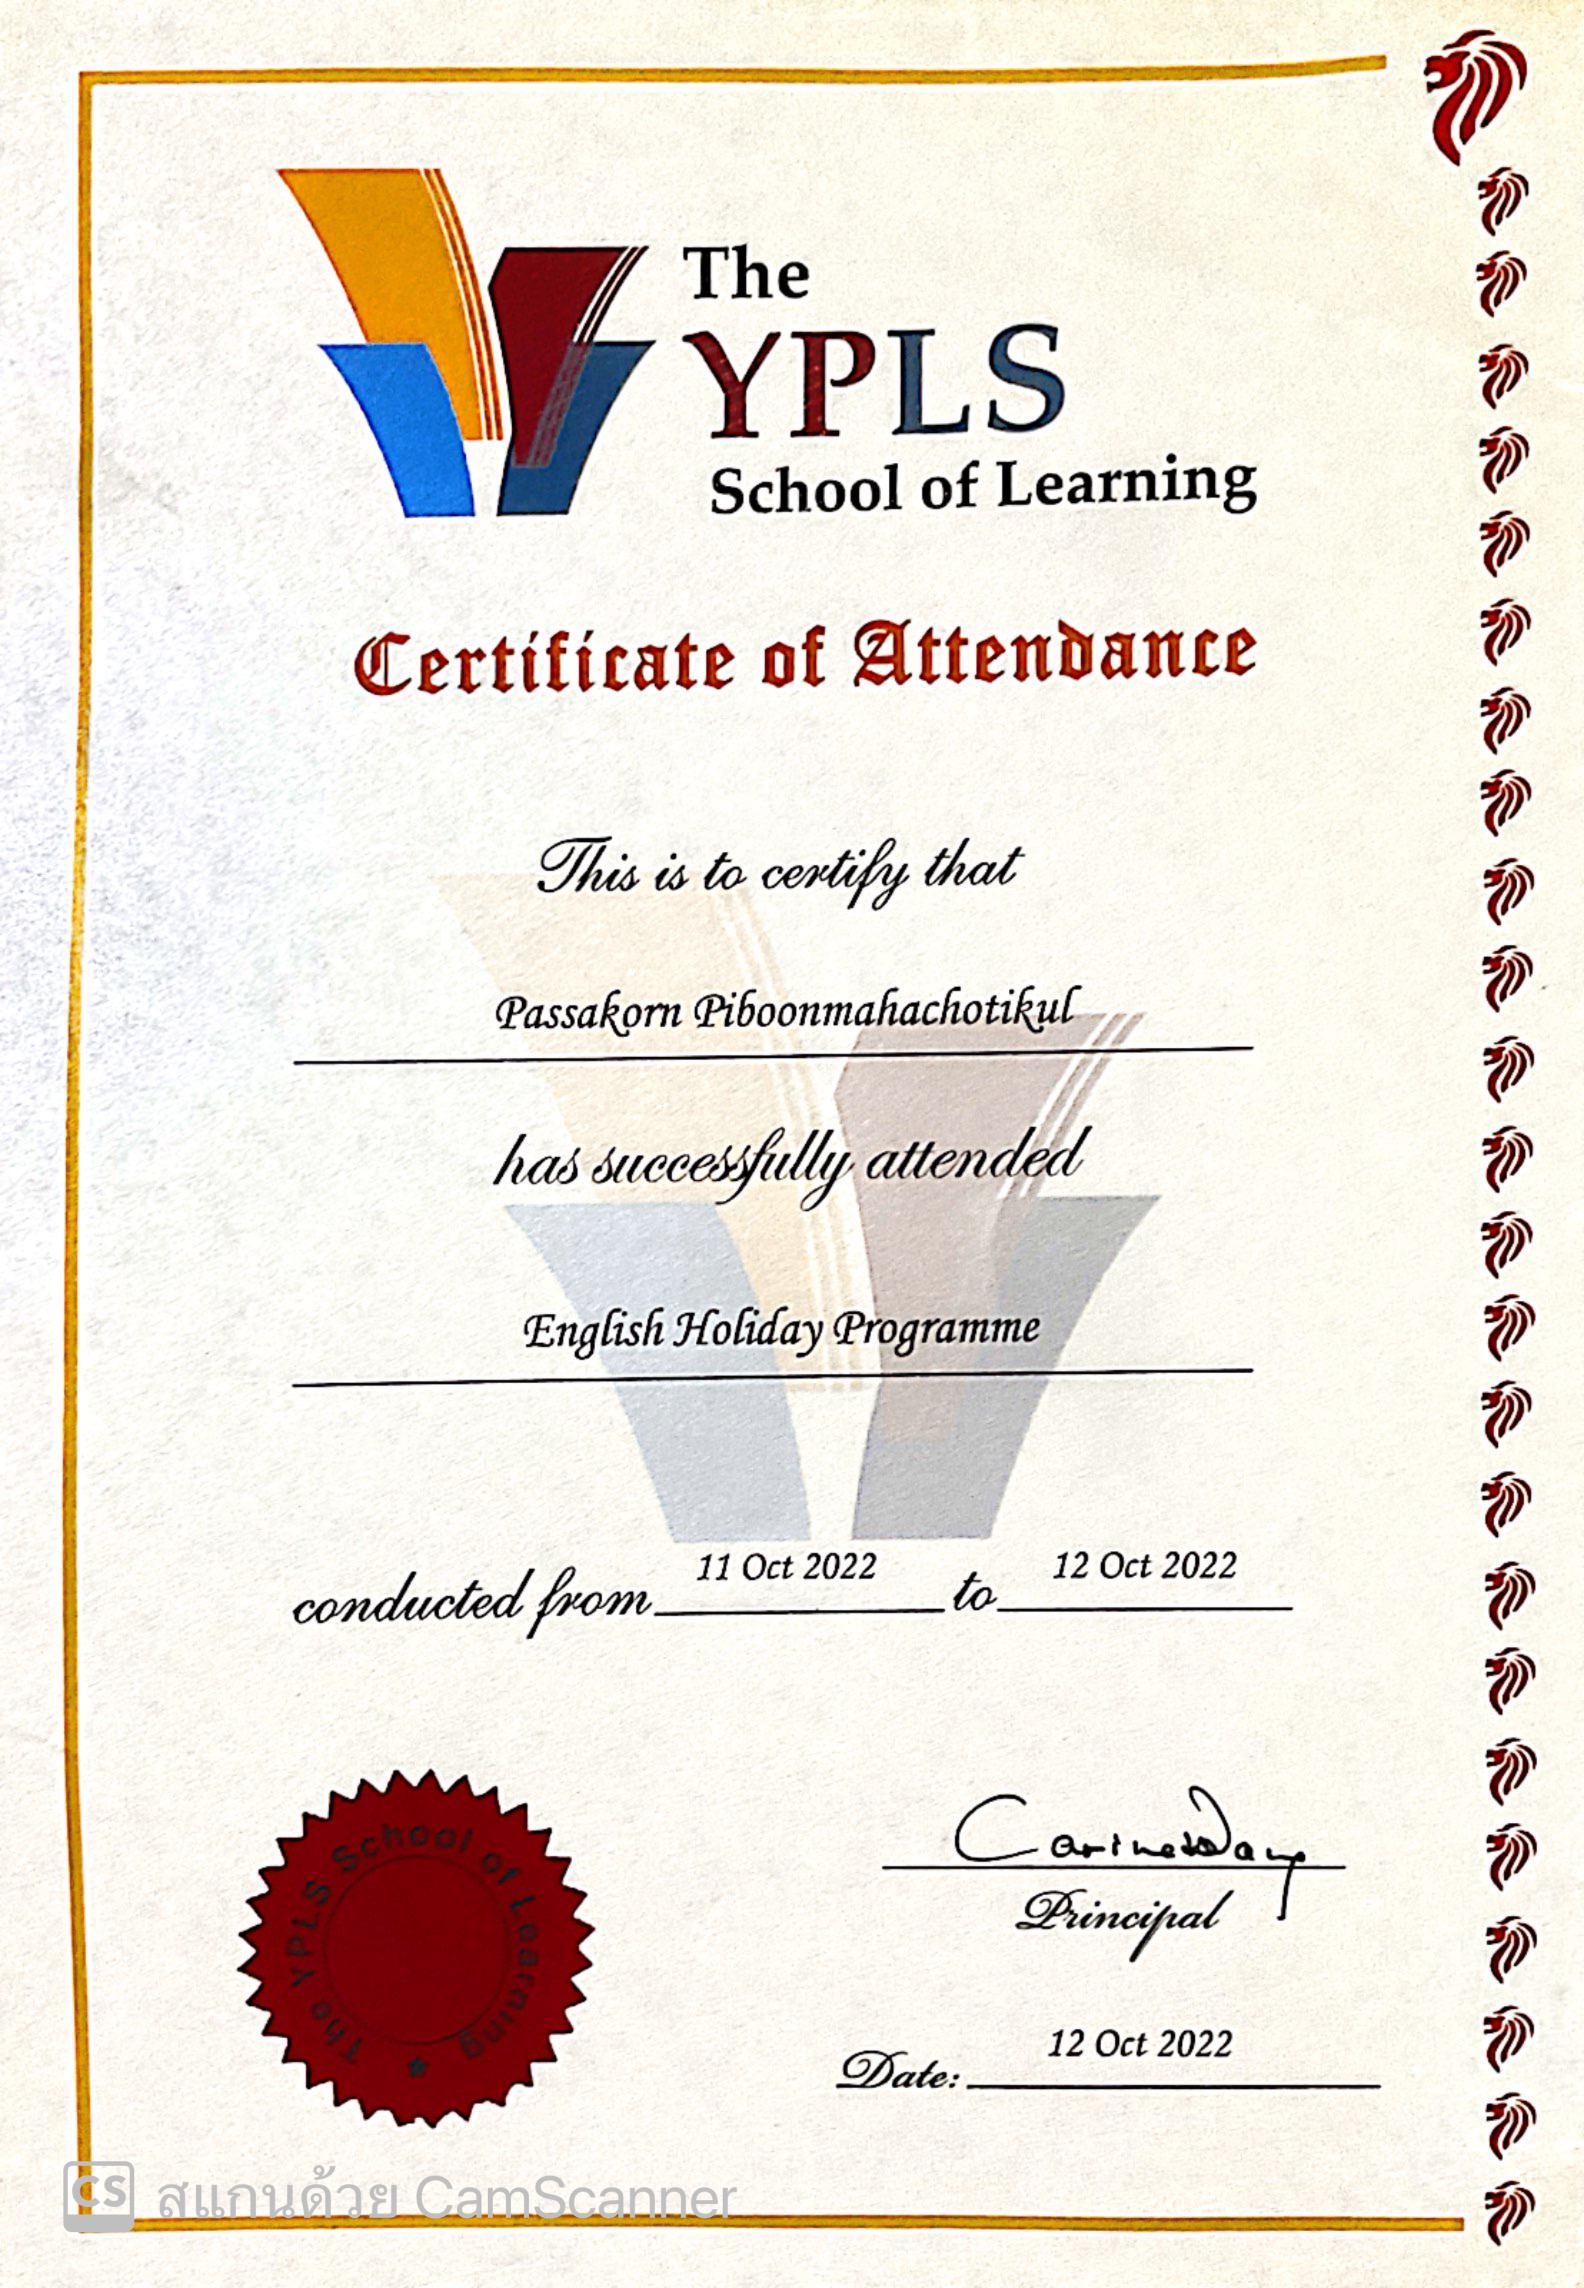 The
YPLS
School of Learning
Certificate of Attendance
This is to certify that
Passakorn Piboonmahachotikul
has successfully attended
English Holiday Programme
conducted from 11 Oct 2022 to 12 Oct 2022
The YPLS School of Learning
Principal
Date: 12 Oct 2022
CS สแกนด้วย CamScanner